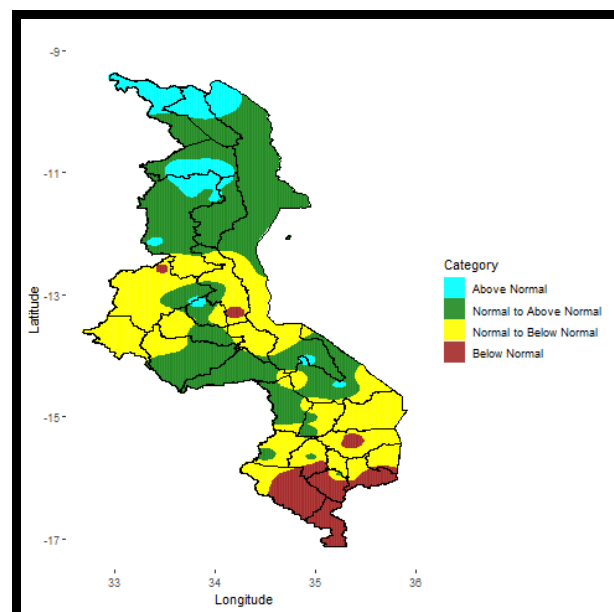 -9
-11
-13
-15
-17
Latitude
33
34
35
36
Longitude
Category
Above Normal
Normal to Above Normal
Normal to Below Normal
Below Normal